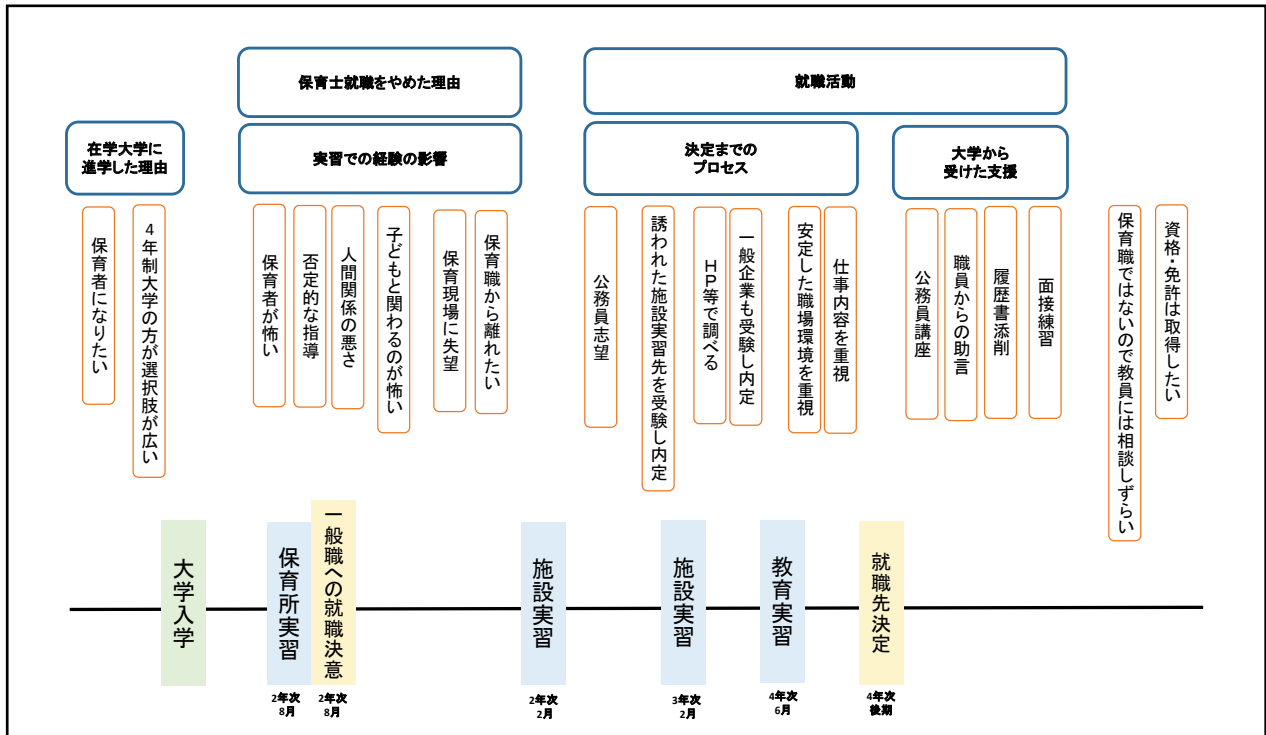 保育士就職をやめた理由
就職活動
在学大学に
進学した理由
実習での経験の影響
決定までの
プロセス
大学から
受けた支援
保育者になりたい
4年制大学の方が選択肢が広い
保育者が怖い
否定的な指導
人間関係の悪さ
子どもと関わるのが怖い
保育現場に失望
保育職から離れたい
公務員志望
誘われた施設実習先を受験し内定
HP等で調べる
一般企業も受験し内定
安定した職場環境を重視
仕事内容を重視
公務員講座
職員からの助言
履歴書添削
面接練習
保育職ではないので教員には相談しずらい
資格・免許は取得したい
大学入学
保育所実習
一般職への就職決意
施設実習
施設実習
教育実習
就職先決定
2年次
8月
2年次
8月
2年次
2月
3年次
2月
4年次
6月
4年次
後期